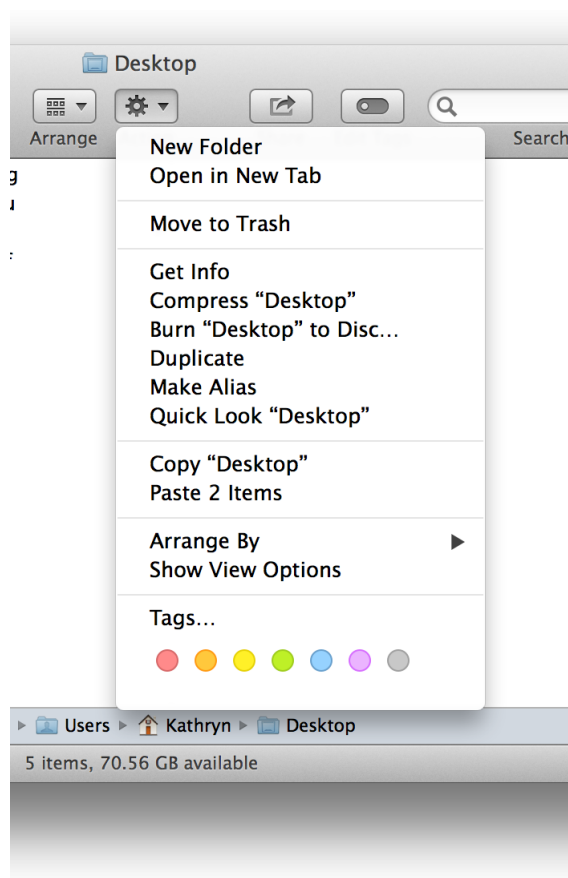 Desktop
Arrange
Search
New Folder
Open in New Tab
Move to Trash
Get Info
Compress “Desktop”
Burn “Desktop” to Disc...
Duplicate
Make Alias
Quick Look “Desktop”
Copy “Desktop”
Paste 2 Items
Arrange By
Show View Options
Tags...
Users Kathryn Desktop
5 items, 70.56 GB available